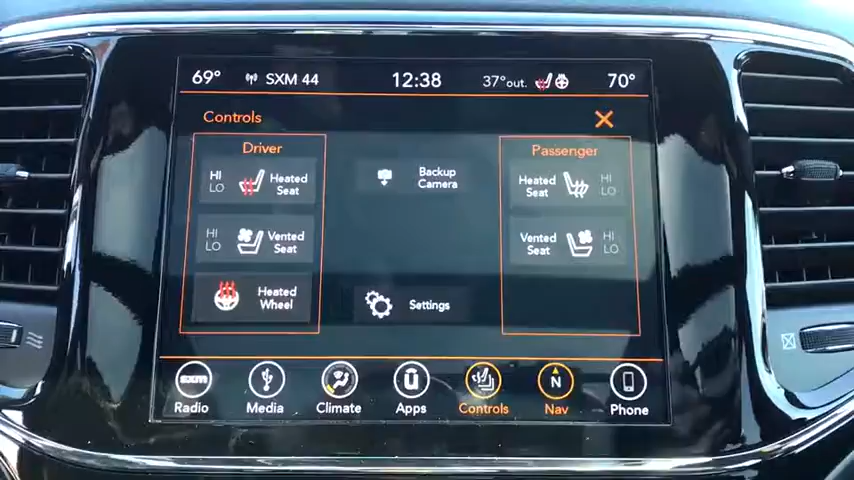 69° SXM 44 12:38 37°out. 70°
Controls
Driver
HI
LO
Heated
Seat
HI
LO
Vented
Seat
Heated
Wheel
Backup
Camera
Settings
Passenger
Heated
Seat
HI
LO
Vented
Seat
HI
LO
sxm
Radio
Media
Climate
Apps
Controls
N
Nav
Phone